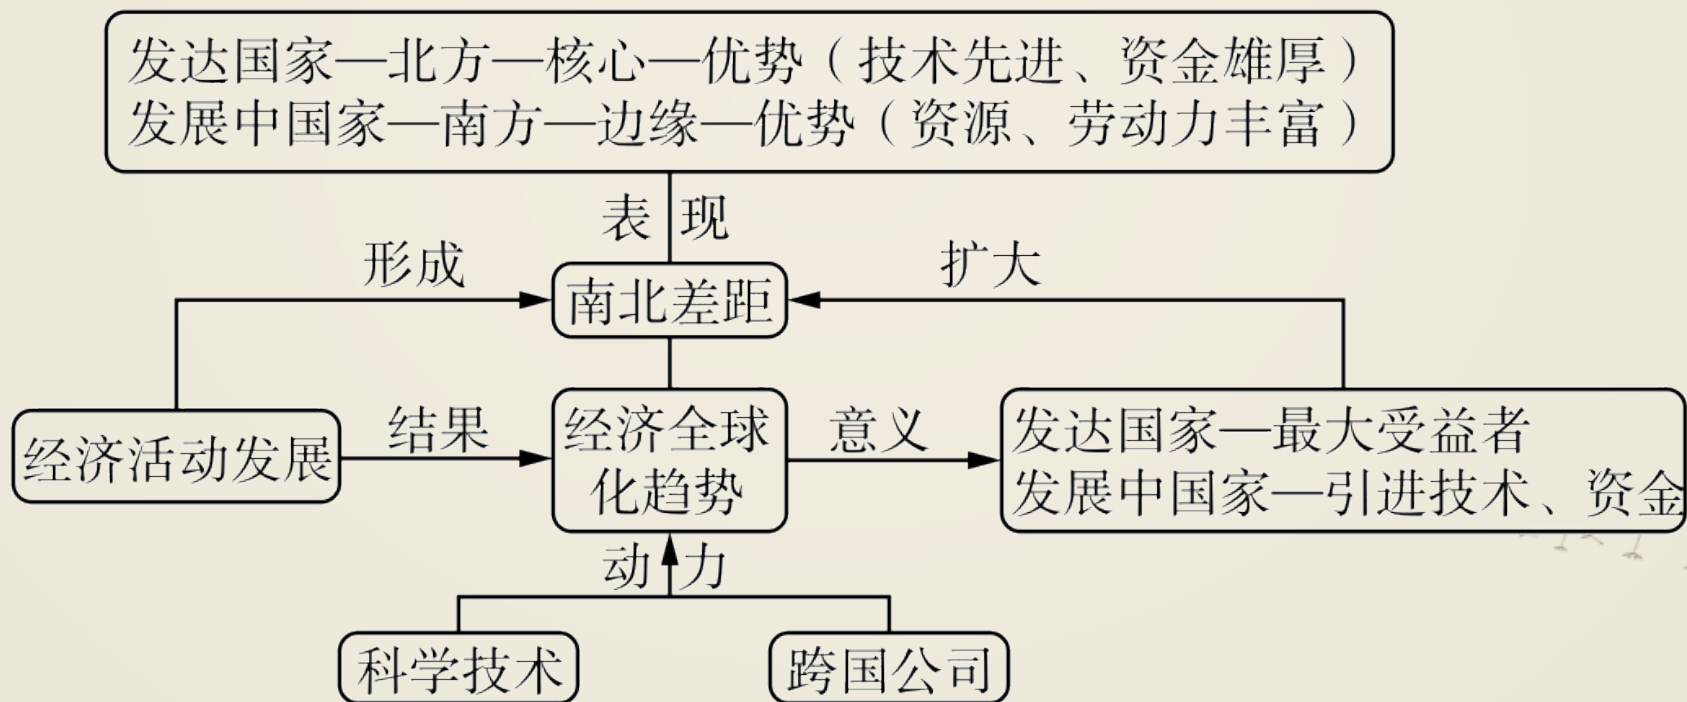 发达国家—北方—核心—优势（技术先进、资金雄厚）
发展中国家—南方—边缘—优势（资源、劳动力丰富）
表现
形成
扩大
南北差距
经济活动发展
结果
经济全球
化趋势
意义
发达国家—最大受益者
发展中国家—引进技术、资金
动力
科学技术
跨国公司